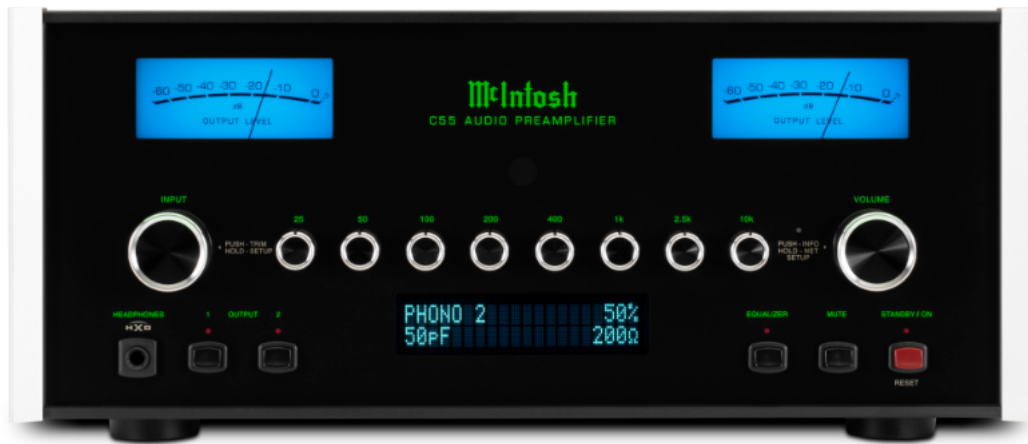 -60 -50 -40 -30 -20 -10 0
dB
OUTPUT LEVEL
McIntosh
C55 AUDIO PREAMPLIFIER
-60 -50 -40 -30 -20 -10 0
dB
OUTPUT LEVEL
INPUT
PUSH - TRIM
HOLD - SETUP
25 50 100 200 400 1k 2.5k 10k
VOLUME
PUSH - INFO
HOLD - NET
SETUP
HEADPHONES
HXD
1 OUTPUT 2
PHONO 2 50%
50pF 200Ω
EQUALIZER
MUTE
STANDBY / ON
RESET